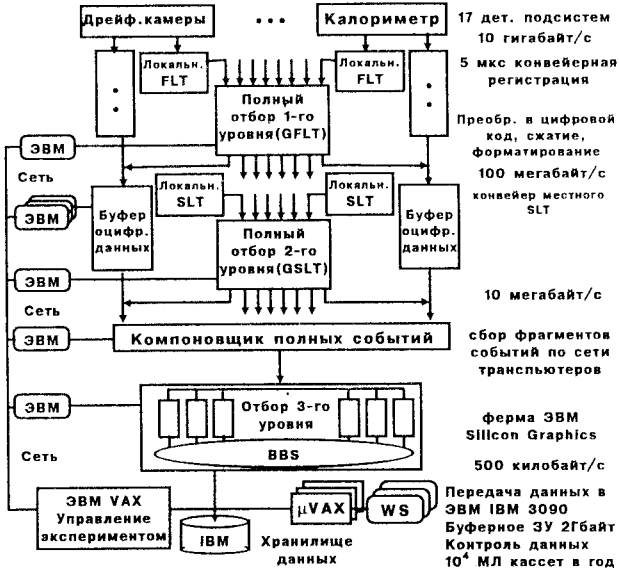 Дрейф.камеры
...
Калориметр
17 дет. подсистем
10 гигабайт/с
Локальн.
FLT
Локальн.
FLT
5 мкс конвейерная
регистрация
Полный
отбор 1-го
уровня(GFLT)
Преобр. в цифровой
код, сжатие,
форматирование
ЭВМ
100 мегабайт/с
Сеть
Локальн.
SLT
Локальн.
SLT
конвейер местного
SLT
ЭВМ
Буфер
оцифр.
данных
Буфер
оцифр.
данных
Полный
отбор 2-го
уровня(GSLT)
ЭВМ
10 мегабайт/с
Сеть
ЭВМ
Компоновщик полных событий
сбор фрагментов
событий по сети
транспьютеров
ЭВМ
Отбор 3-го
уровня
BBS
ферма ЭВМ
Silicon Graphics
Сеть
500 килобайт/с
ЭВМ VAX
Управление
экспериментом
μVAX
WS
IBM
Хранилище
данных
Передача данных в
ЭВМ IBM 3090
Буферное ЗУ 2Гбайт
Контроль данных
10⁴ МЛ кассет в год